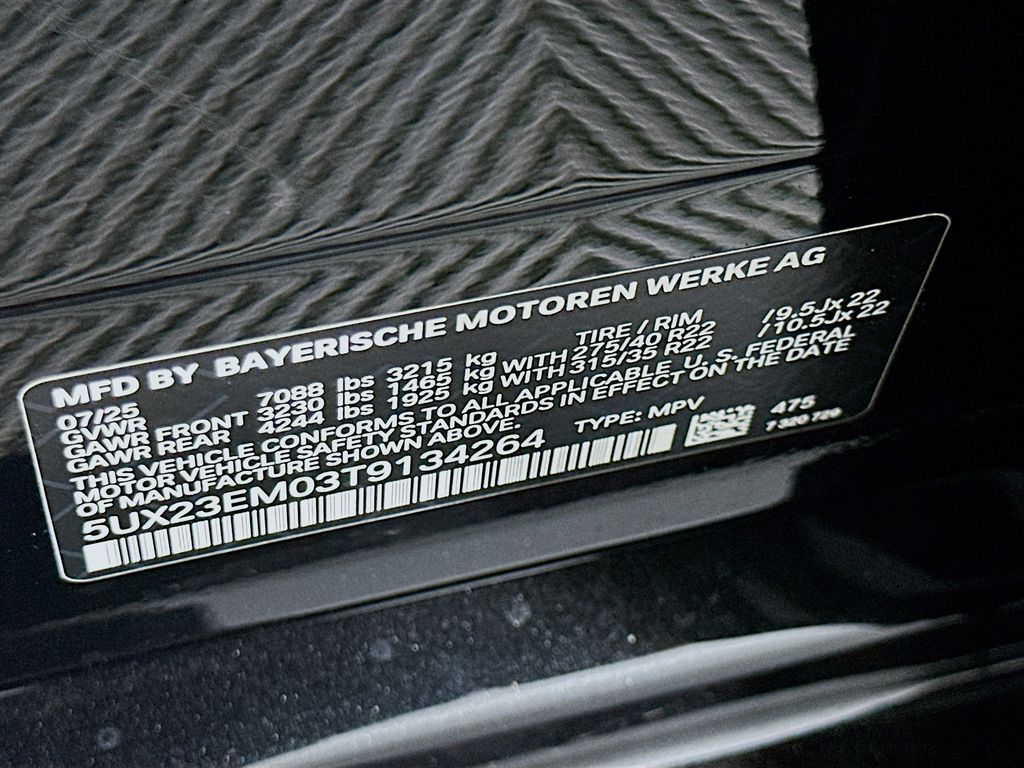 MFD BY BAYERISCHE MOTOREN WERKE AG
07/25 TIRE / RIM
GVWR 7088 lbs 3215 kg
GAWR FRONT 3230 lbs 1465 kg WITH 275/40 R22 / 9.5Jx 22
GAWR REAR 4244 lbs 1925 kg WITH 315/35 R22 / 10.5Jx 22
THIS VEHICLE CONFORMS TO ALL APPLICABLE U. S. FEDERAL
MOTOR VEHICLE SAFETY STANDARDS IN EFFECT ON THE DATE
OF MANUFACTURE SHOWN ABOVE.
5UX23EM03T9134264 TYPE: MPV 475
7 320 720